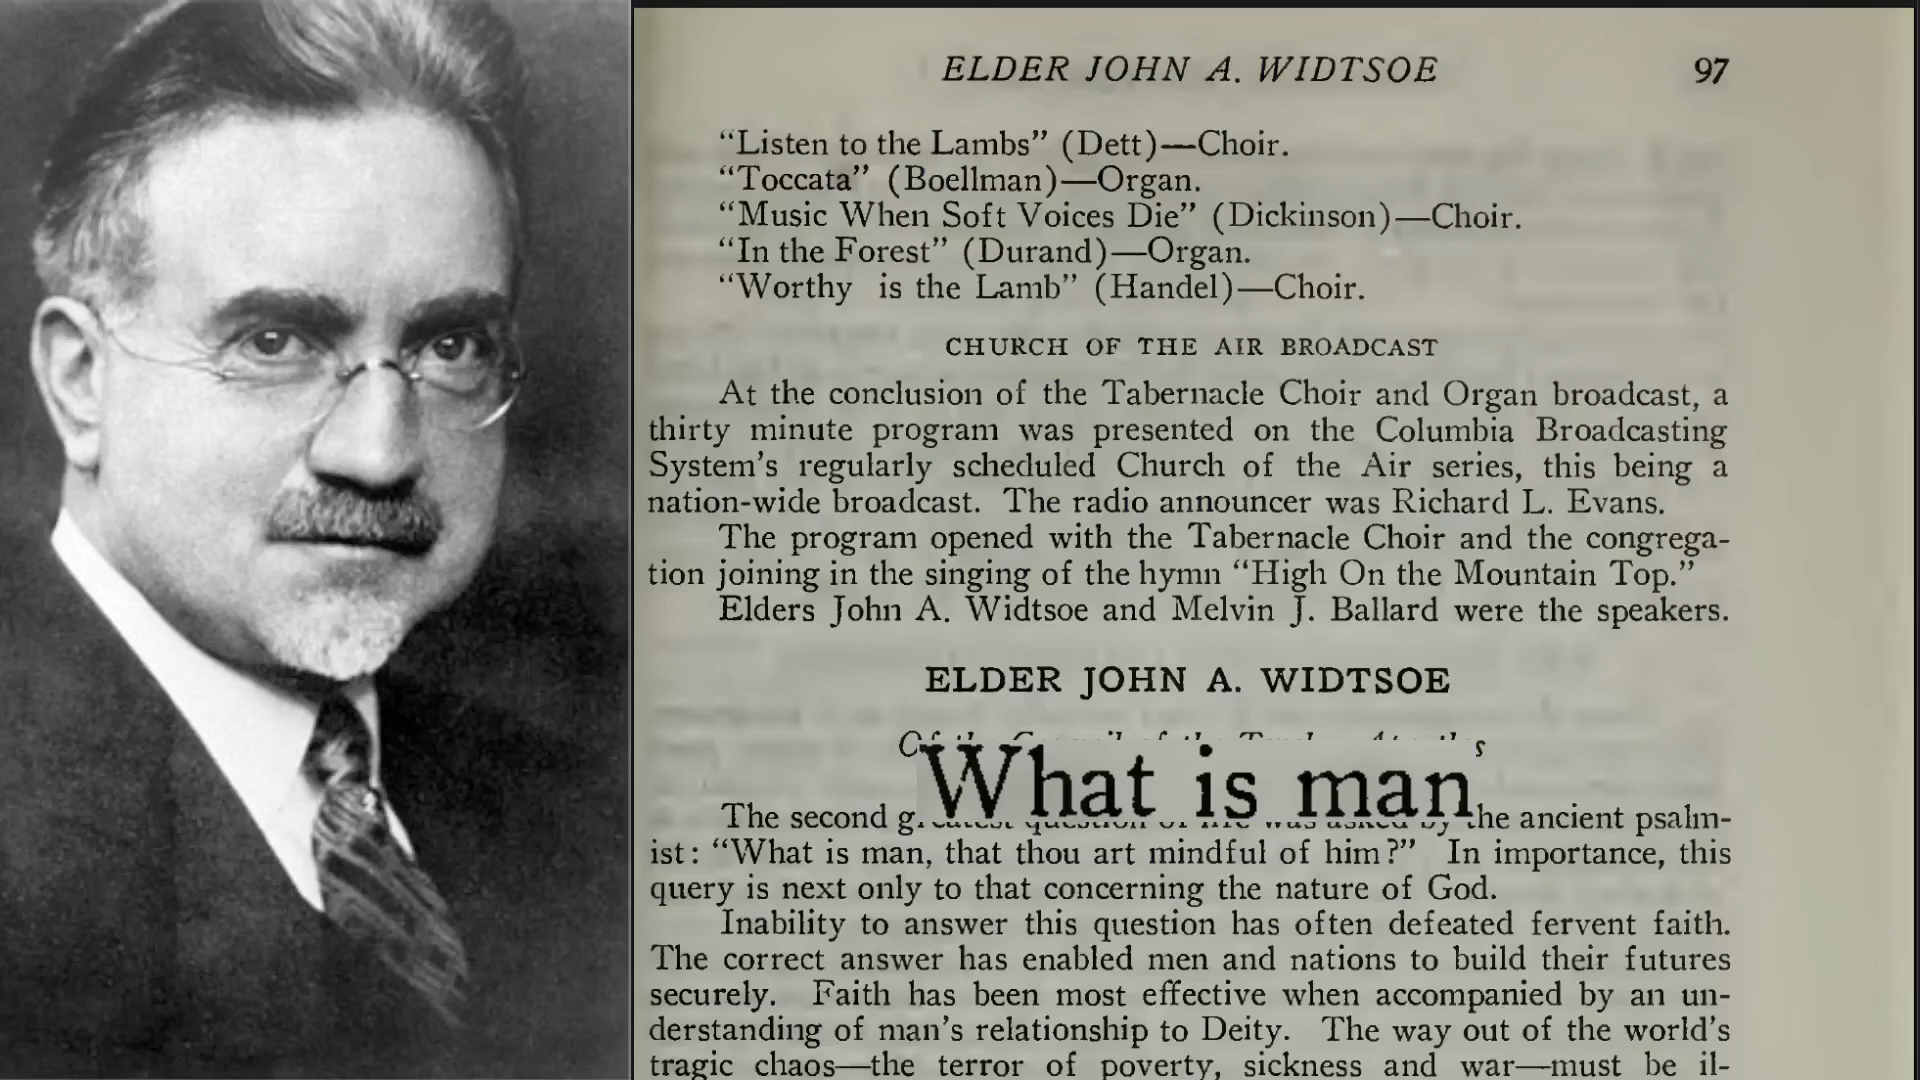 ELDER JOHN A. WIDTSOE 97
“Listen to the Lambs” (Dett)—Choir.
“Toccata” (Boellman)—Organ.
“Music When Soft Voices Die” (Dickinson)—Choir.
“In the Forest” (Durand)—Organ.
“Worthy is the Lamb” (Handel)—Choir.
CHURCH OF THE AIR BROADCAST
At the conclusion of the Tabernacle Choir and Organ broadcast, a
thirty minute program was presented on the Columbia Broadcasting
System’s regularly scheduled Church of the Air series, this being a
nation-wide broadcast. The radio announcer was Richard L. Evans.
The program opened with the Tabernacle Choir and the congrega-
tion joining in the singing of the hymn “High On the Mountain Top.”
Elders John A. Widtsoe and Melvin J. Ballard were the speakers.
ELDER JOHN A. WIDTSOE
What is man
The second the ancient psalm-
ist: “What is man, that thou art mindful of him?” In importance, this
query is next only to that concerning the nature of God.
Inability to answer this question has often defeated fervent faith.
The correct answer has enabled men and nations to build their futures
securely. Faith has been most effective when accompanied by an un-
derstanding of man’s relationship to Deity. The way out of the world’s
tragic chaos—the terror of poverty, sickness and war—must be il-